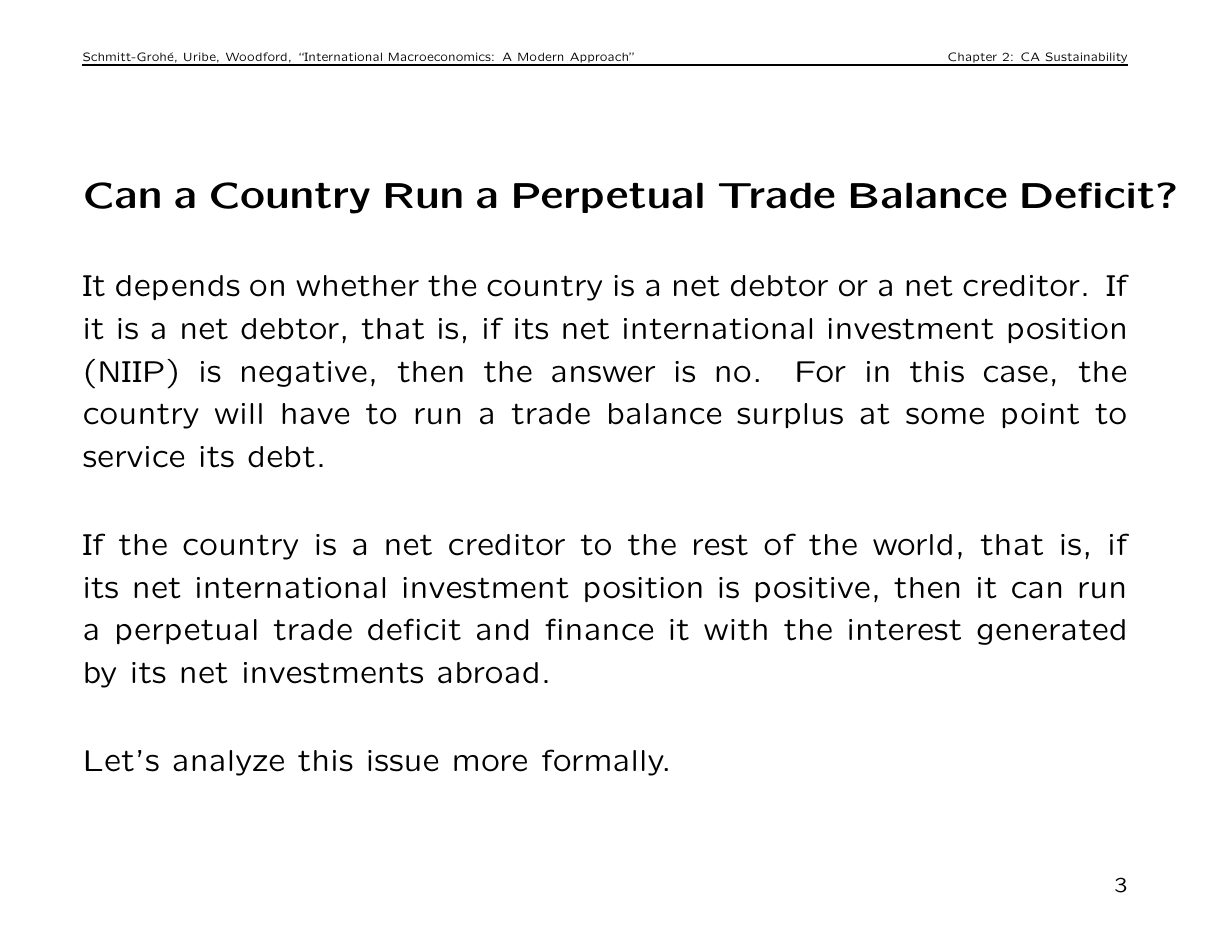 Schmitt-Grohé, Uribe, Woodford, “International Macroeconomics: A Modern Approach”
Chapter 2: CA Sustainability
Can a Country Run a Perpetual Trade Balance Deficit?
It depends on whether the country is a net debtor or a net creditor. If
it is a net debtor, that is, if its net international investment position
(NIIP) is negative, then the answer is no. For in this case, the
country will have to run a trade balance surplus at some point to
service its debt.
If the country is a net creditor to the rest of the world, that is, if
its net international investment position is positive, then it can run
a perpetual trade deficit and finance it with the interest generated
by its net investments abroad.
Let’s analyze this issue more formally.
3